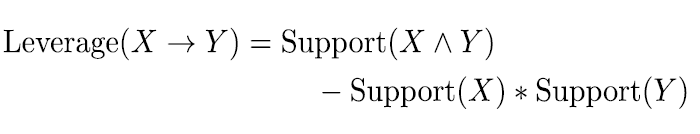 Leverage(X → Y) = Support(X ∧ Y)
− Support(X) ∗ Support(Y)